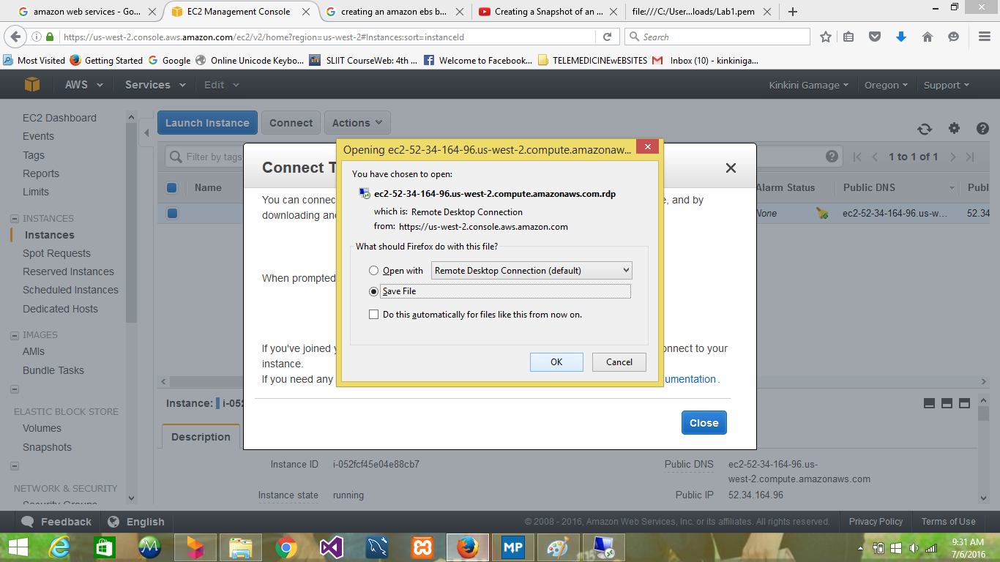 amazon web services - Go...
EC2 Management Console
creating an amazon ebs b...
Creating a Snapshot of an ...
file:///C:/User...loads/Lab1.pem
https://us-west-2.console.aws.amazon.com/ec2/v2/home?region=us-west-2#Instances:sort=instanceId
Search
Most Visited
Getting Started
Google
Online Unicode Keybo...
SLIIT CourseWeb: 4th ...
Welcome to Facebook...
TELEMEDICINEwEBSITES
Inbox (10) - kinkiniga...
AWS
Services
Edit
Kinkini Gamage
Oregon
Support
EC2 Dashboard
Events
Tags
Reports
Limits
INSTANCES
Instances
Spot Requests
Reserved Instances
Scheduled Instances
Dedicated Hosts
IMAGES
AMIs
Bundle Tasks
ELASTIC BLOCK STORE
Volumes
Snapshots
NETWORK & SECURITY
Launch Instance
Connect
Actions
Filter by tags
1 to 1 of 1
Name
Alarm Status
Public DNS
Publ
None
ec2-52-34-164-96.us-w...
52.34
Connect T
You can connec
e, and by
downloading an
When prompted
If you've joined y
onnect to your
instance.
If you need any
umentation.
Close
Opening ec2-52-34-164-96.us-west-2.compute.amazonaw...
You have chosen to open:
ec2-52-34-164-96.us-west-2.compute.amazonaws.com.rdp
which is: Remote Desktop Connection
from: https://us-west-2.console.aws.amazon.com
What should Firefox do with this file?
Open with
Remote Desktop Connection (default)
Save File
Do this automatically for files like this from now on.
OK
Cancel
Instance:
i-052
Description
Instance ID
i-052fcf45e04e88cb7
Public DNS
ec2-52-34-164-96.us-
west-2.compute.amazonaws.com
Instance state
running
Public IP
52.34.164.96
Feedback
English
© 2008 - 2016, Amazon Web Services, Inc. or its affiliates. All rights reserved.
Privacy Policy
Terms of Use
MP
9:31 AM
7/6/2016